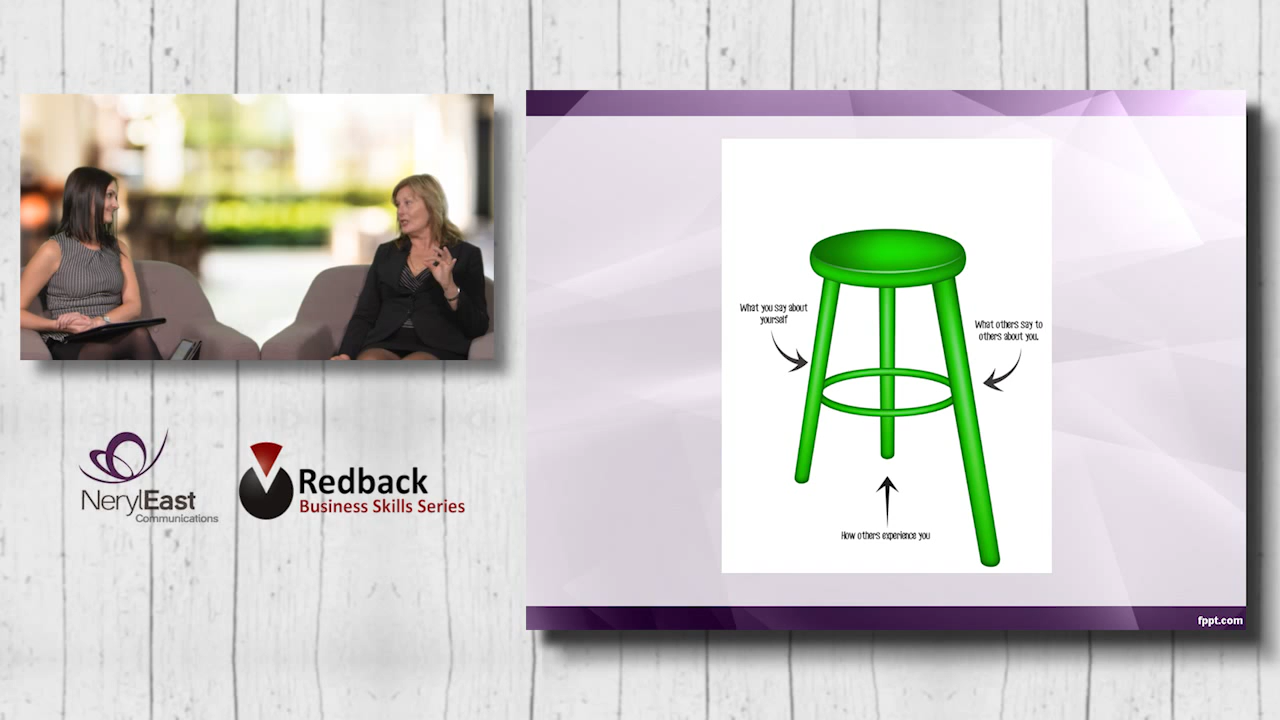 What you say about
yourself
What others say to
others about you.
How others experience you
NerylEast
Communications
Redback
Business Skills Series
fppt.com